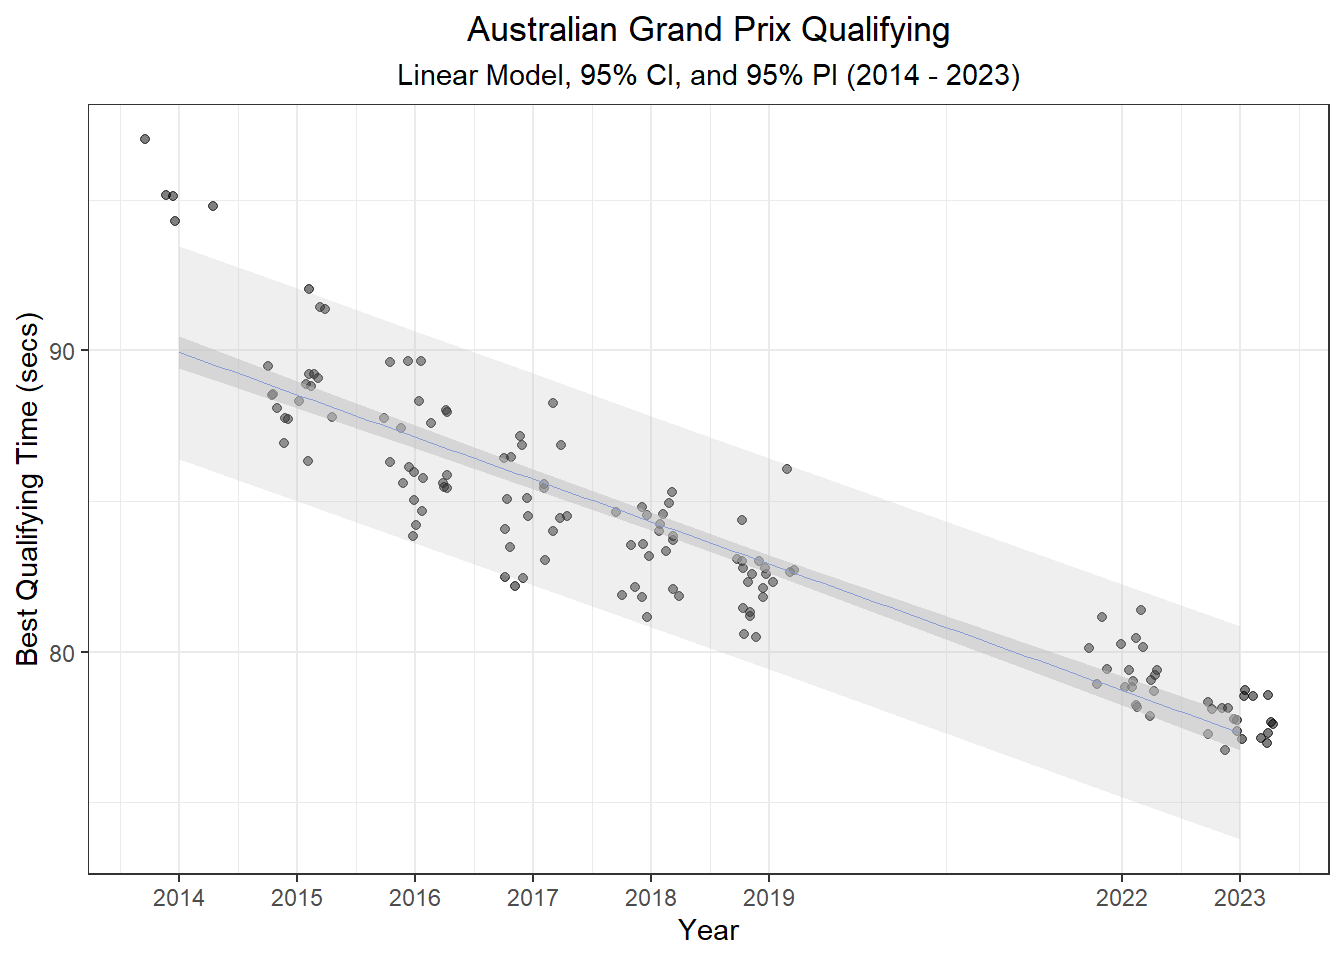 Australian Grand Prix Qualifying
Linear Model, 95% CI, and 95% PI (2014 - 2023)
Best Qualifying Time (secs)
90
80
2014 2015 2016 2017 2018 2019 2022 2023
Year